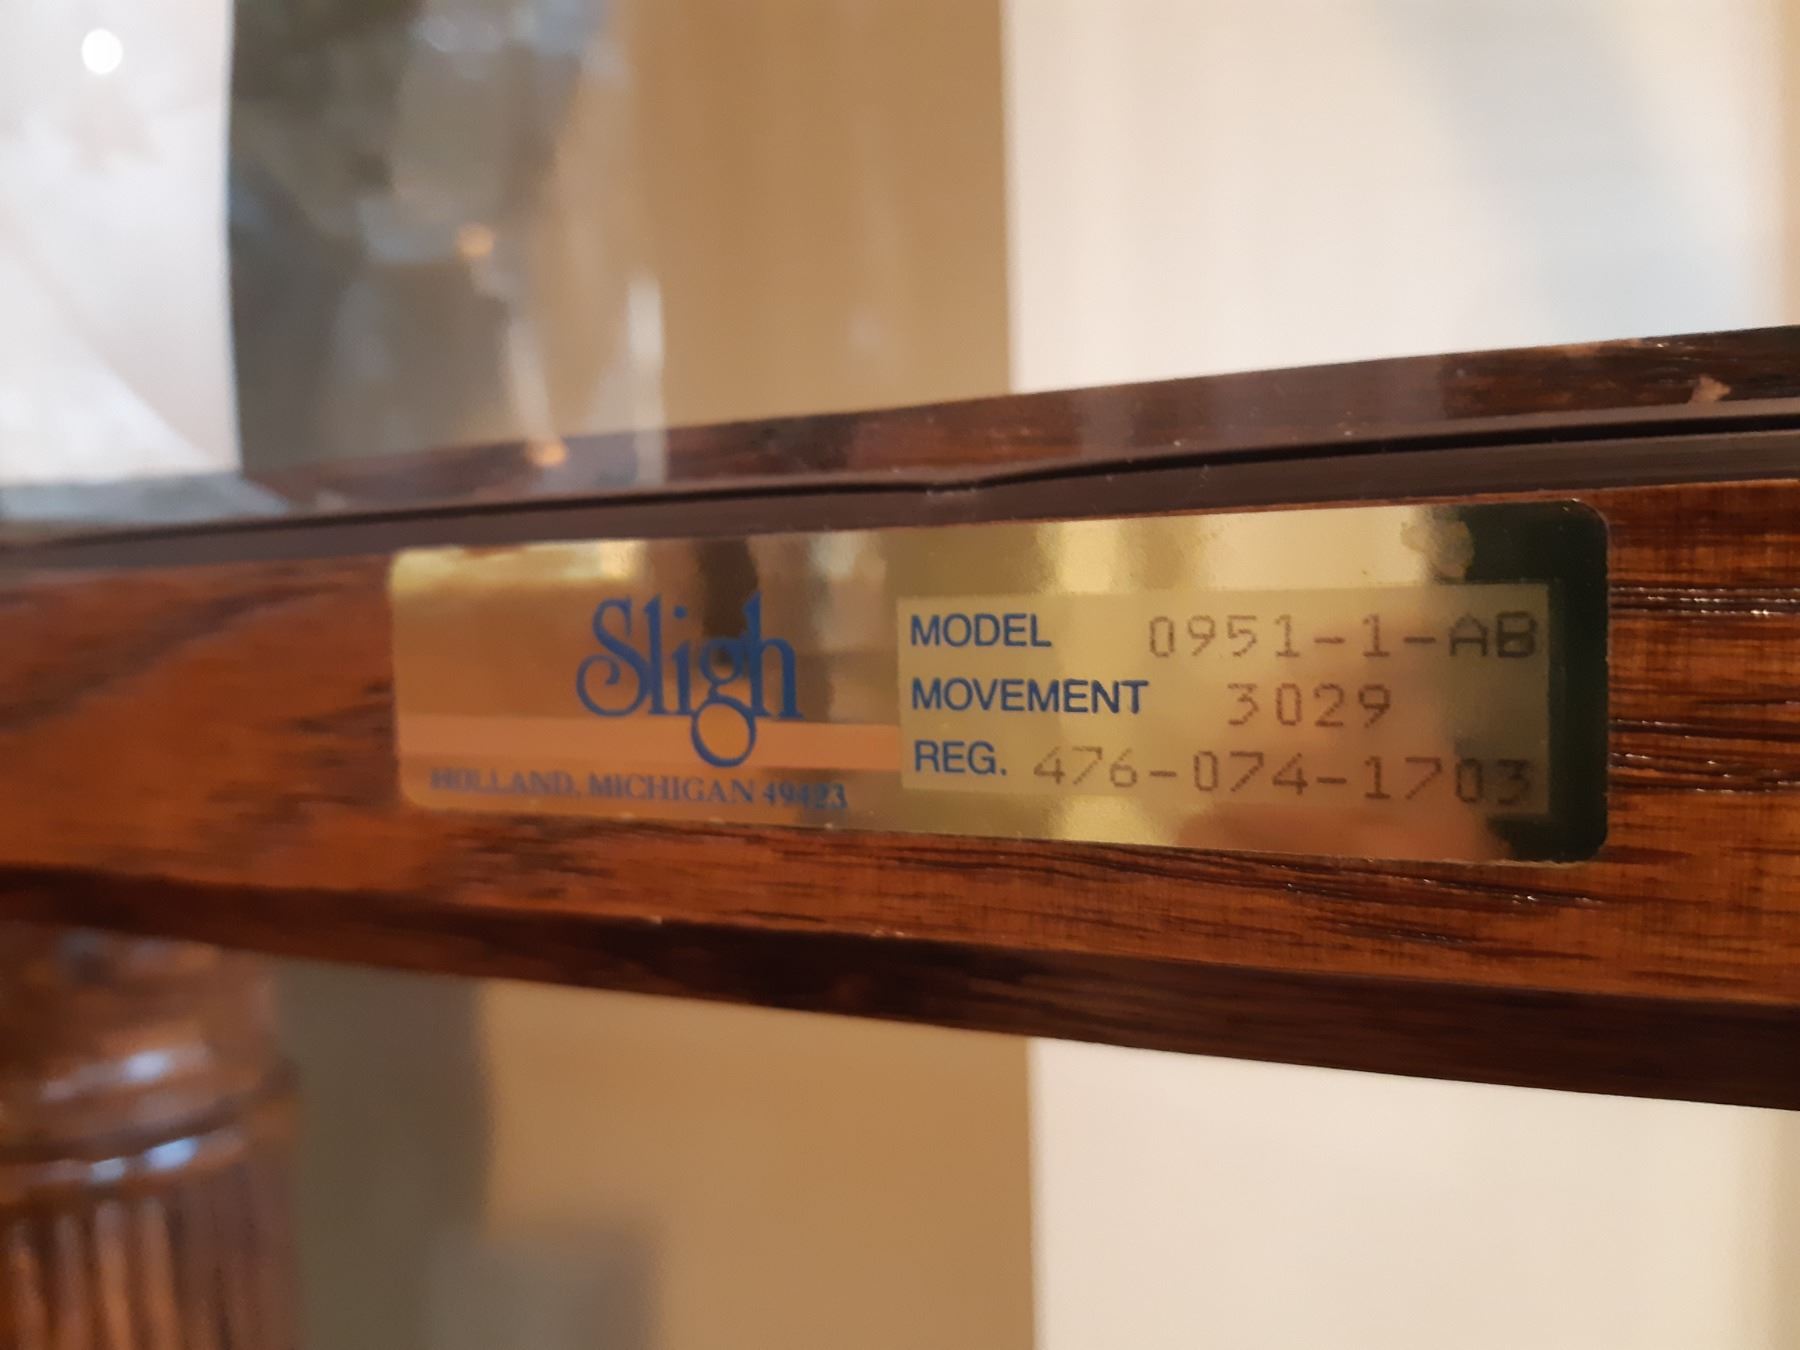 Sligh
HOLLAND, MICHIGAN 49423
MODEL 0951-1-AB
MOVEMENT 3029
REG. 476-074-1703